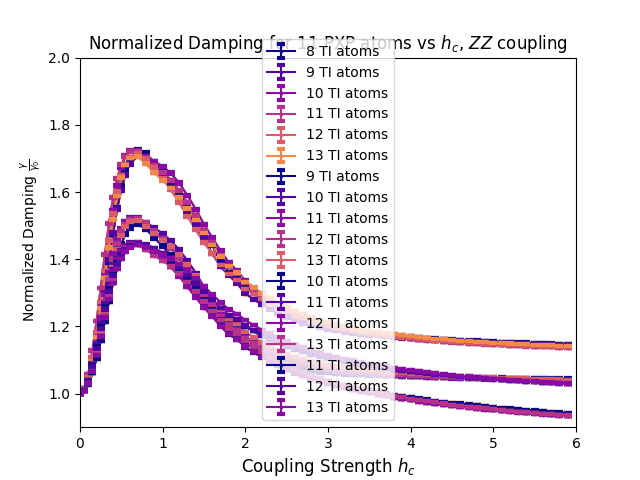 Normalized Damping for 11 PXP atoms vs h_c, ZZ coupling
8 TI atoms
9 TI atoms
10 TI atoms
11 TI atoms
12 TI atoms
13 TI atoms
9 TI atoms
10 TI atoms
11 TI atoms
12 TI atoms
13 TI atoms
10 TI atoms
11 TI atoms
12 TI atoms
13 TI atoms
11 TI atoms
12 TI atoms
13 TI atoms
Normalized Damping γ/γ₀
2.0
1.8
1.6
1.4
1.2
1.0
0 1 2 3 4 5 6
Coupling Strength h_c